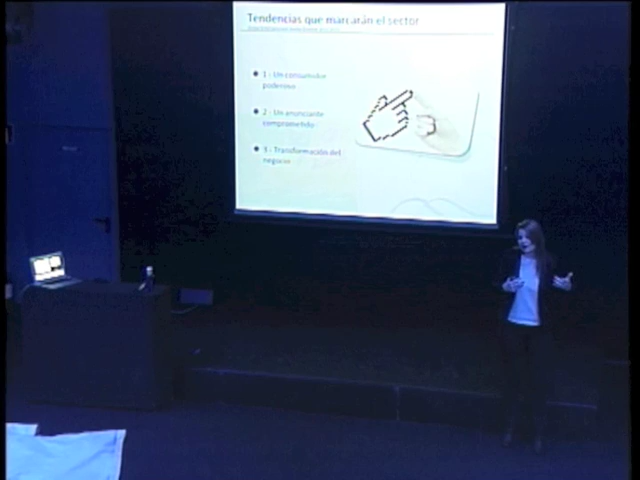 Tendencias que marcarán el sector
1 - Un consumidor
poderoso
2 - Un anunciante
comprometido
3 - Transformación del
negocio